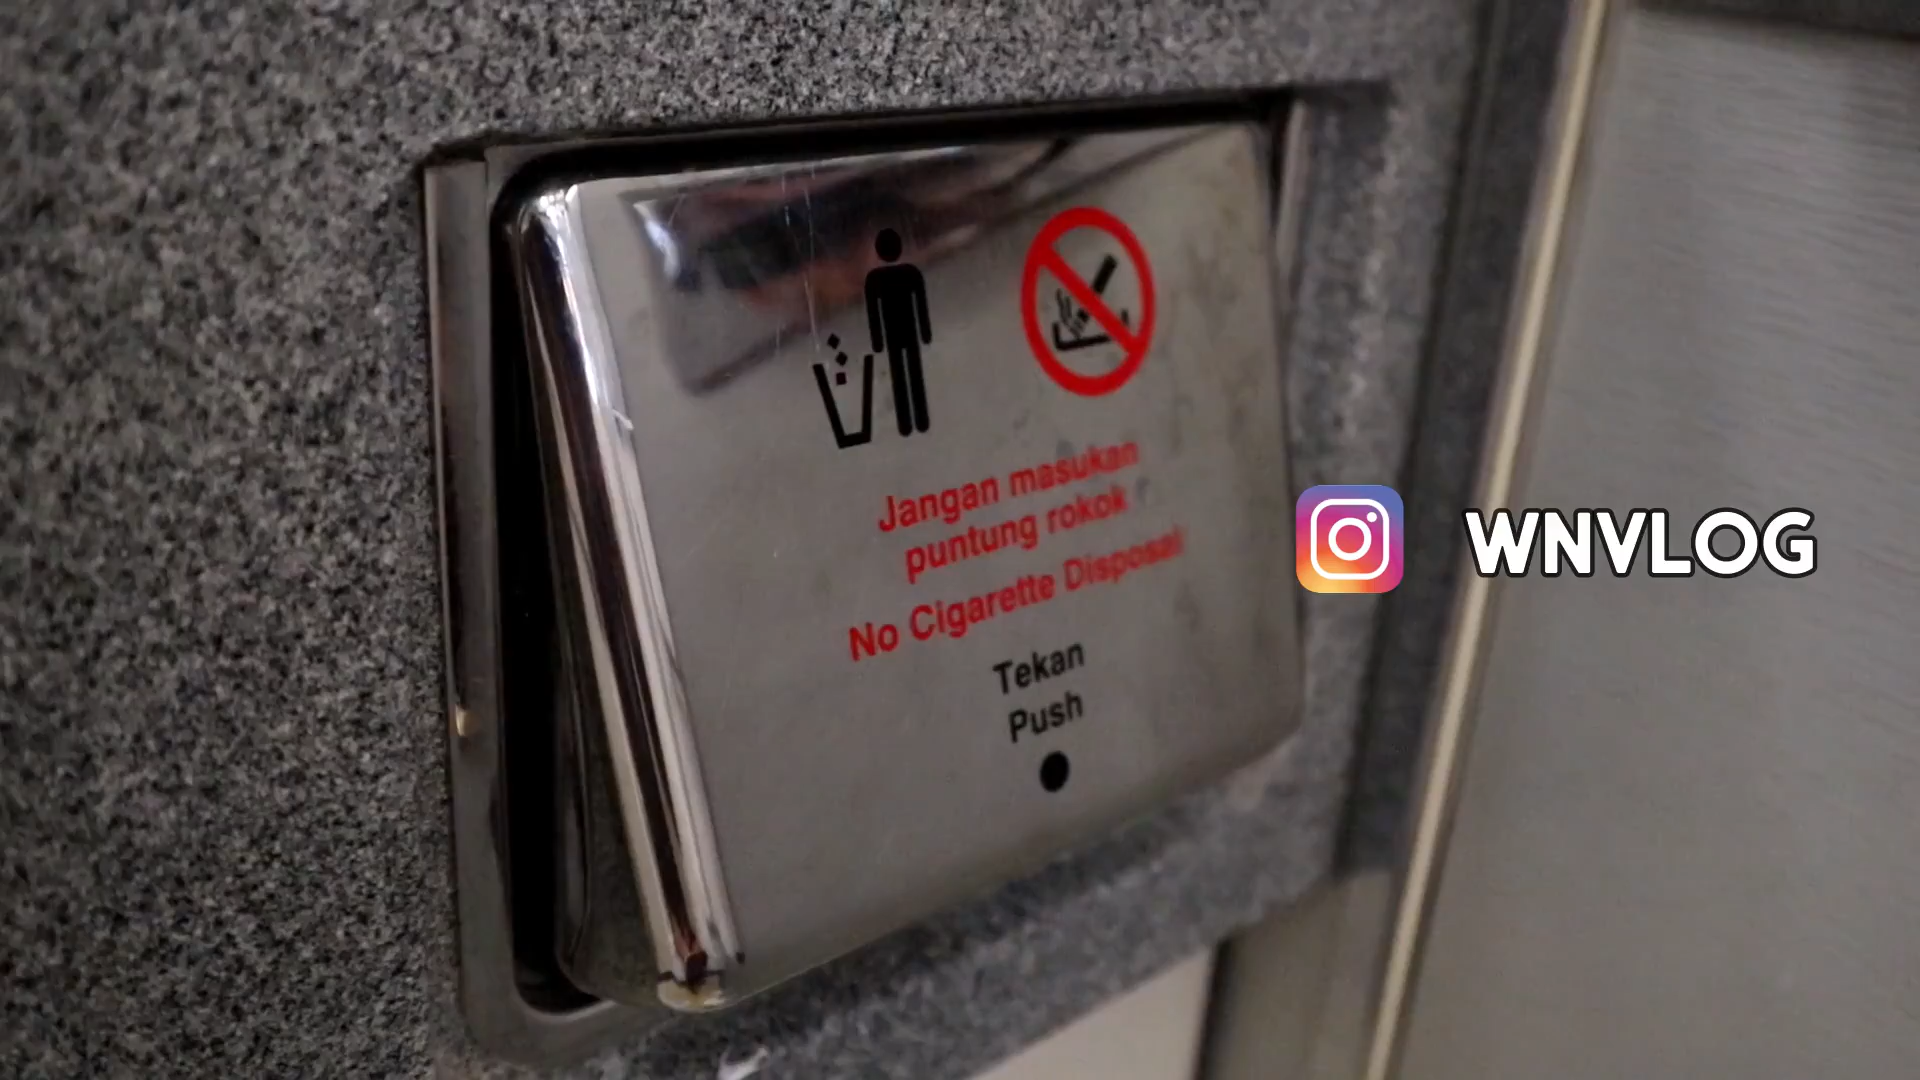 Jangan masukan
puntung rokok
No Cigarette Disposal
Tekan
Push
WNVLOG